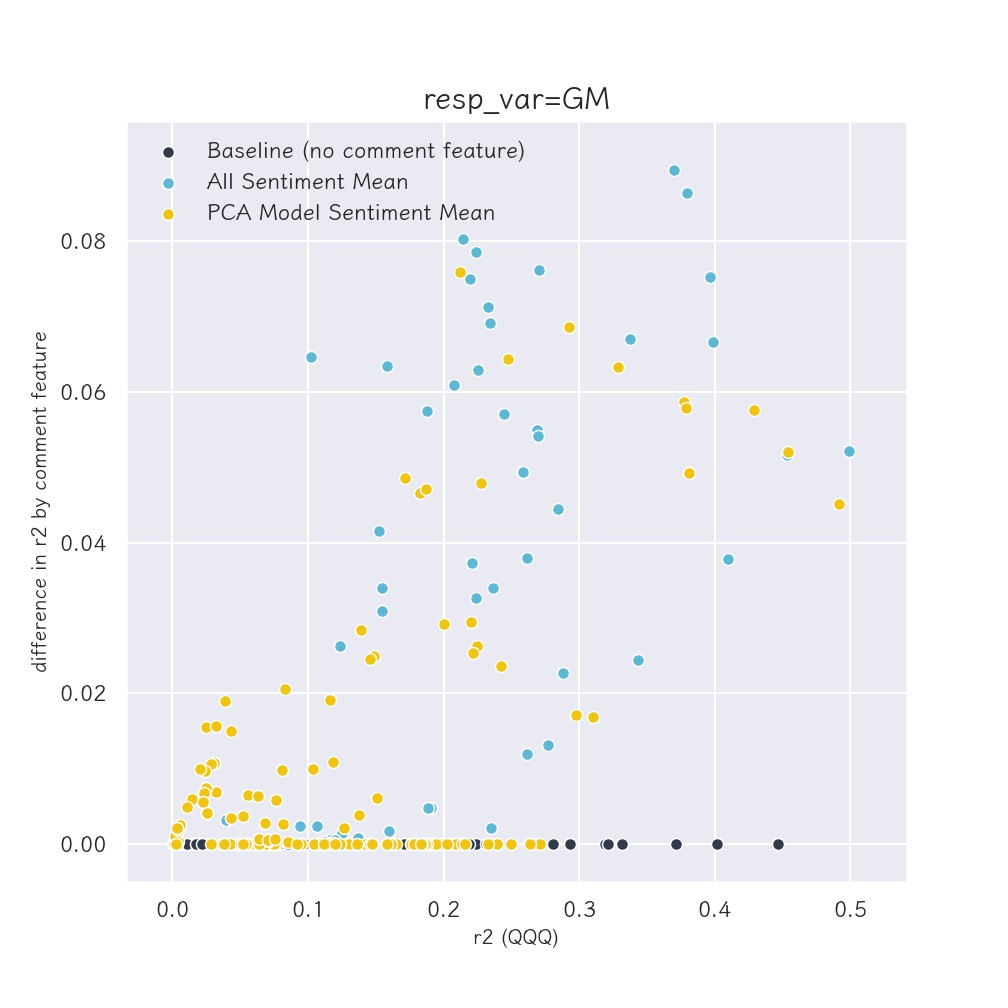 resp_var=GM
Baseline (no comment feature)
All Sentiment Mean
PCA Model Sentiment Mean
difference in r2 by comment feature
0.08
0.06
0.04
0.02
0.00
0.0 0.1 0.2 0.3 0.4 0.5
r2 (QQQ)